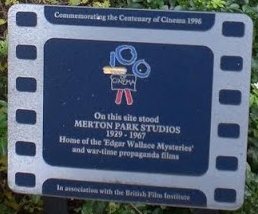 Commemorating the Centenary of Cinema 1996
CINEMA
On this site stood
MERTON PARK STUDIOS
1929 - 1967
Home of the 'Edgar Wallace Mysteries'
and war-time propaganda films
In association with the British Film Institute